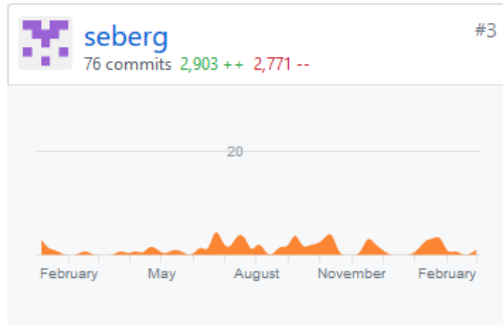 seberg
#3
76 commits 2,903 ++ 2,771 --
20
February May August November February